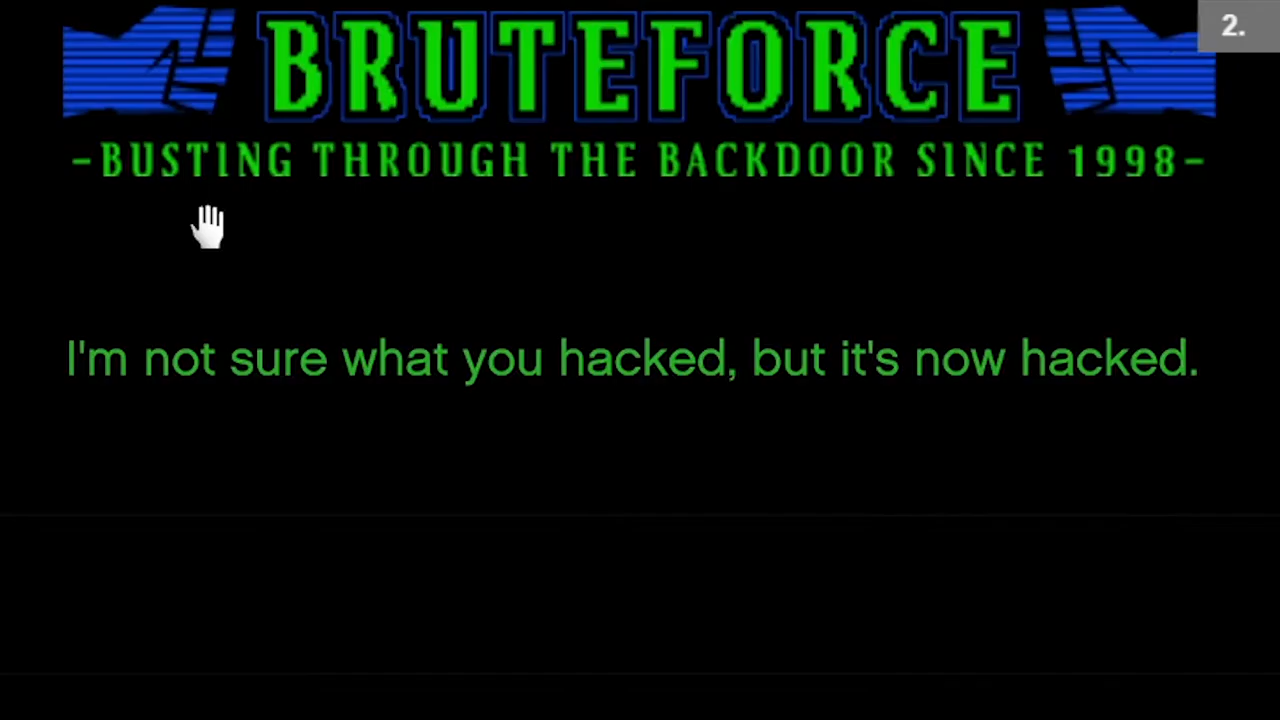 2.
BRUTEFORCE
-BUSTING THROUGH THE BACKDOOR SINCE 1998-
I'm not sure what you hacked, but it's now hacked.